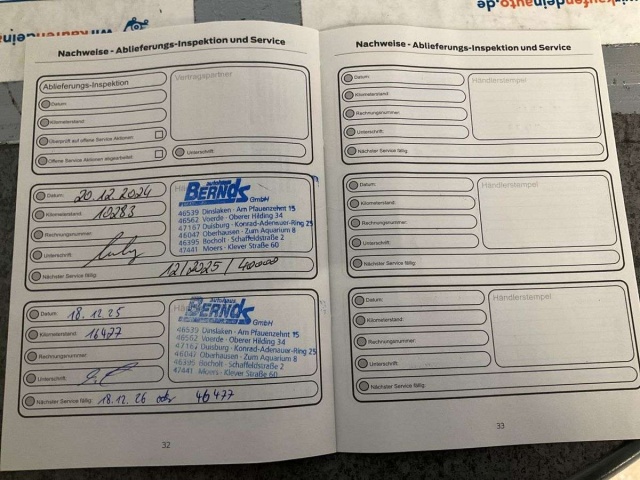 wirkaufendeinauto.de
Nachweise - Ablieferungs-Inspektion und Service
Ablieferungs-Inspektion
Datum:
Kilometerstand:
Überprüft auf offene Service Aktionen
Offene Service Aktionen abgearbeitet:
Vertragspartner
Unterschrift:
Datum: 20.12.2024
Kilometerstand: 10283
Rechnungsnummer:
Unterschrift:
Nächster Service fällig: 12/2025 / 40000
autohaus
BERNDS GmbH
46539 Dinslaken - Am Pfauenzehnt 15
46562 Voerde - Oberer Hilding 34
47167 Duisburg - Konrad-Adenauer-Ring 25
46047 Oberhausen - Zum Aquarium 8
46395 Bocholt - Schaffeldstraße 2
47441 Moers - Klever Straße 60
Datum: 18.12.25
Kilometerstand: 16477
Rechnungsnummer:
Unterschrift:
Nächster Service fällig: 18.12.26 oder 46477
autohaus
BERNDS GmbH
46539 Dinslaken - Am Pfauenzehnt 15
46562 Voerde - Oberer Hilding 34
47167 Duisburg - Konrad-Adenauer-Ring 25
46047 Oberhausen - Zum Aquarium 8
46395 Bocholt - Schaffeldstraße 2
47441 Moers - Klever Straße 60
32
Nachweise - Ablieferungs-Inspektion und Service
Datum:
Kilometerstand:
Rechnungsnummer:
Unterschrift:
Nächster Service fällig:
Händlerstempel
Datum:
Kilometerstand:
Rechnungsnummer:
Unterschrift:
Nächster Service fällig:
Händlerstempel
Datum:
Kilometerstand:
Rechnungsnummer:
Unterschrift:
Nächster Service fällig:
Händlerstempel
33